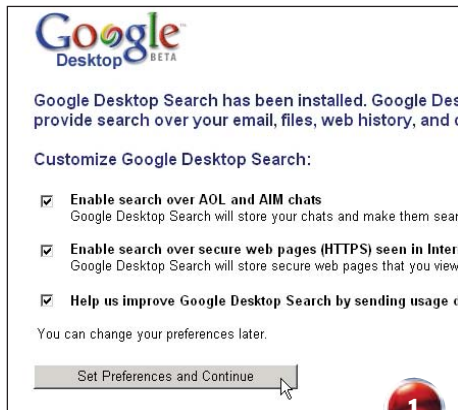 Google
Desktop BETA
Google Desktop Search has been installed. Google
provide search over your email, files, web history, and
Customize Google Desktop Search:
Enable search over AOL and AIM chats
Google Desktop Search will store your chats and make them
Enable search over secure web pages (HTTPS) seen in
Google Desktop Search will store secure web pages that you view
Help us improve Google Desktop Search by sending usage
You can change your preferences later.
Set Preferences and Continue
1